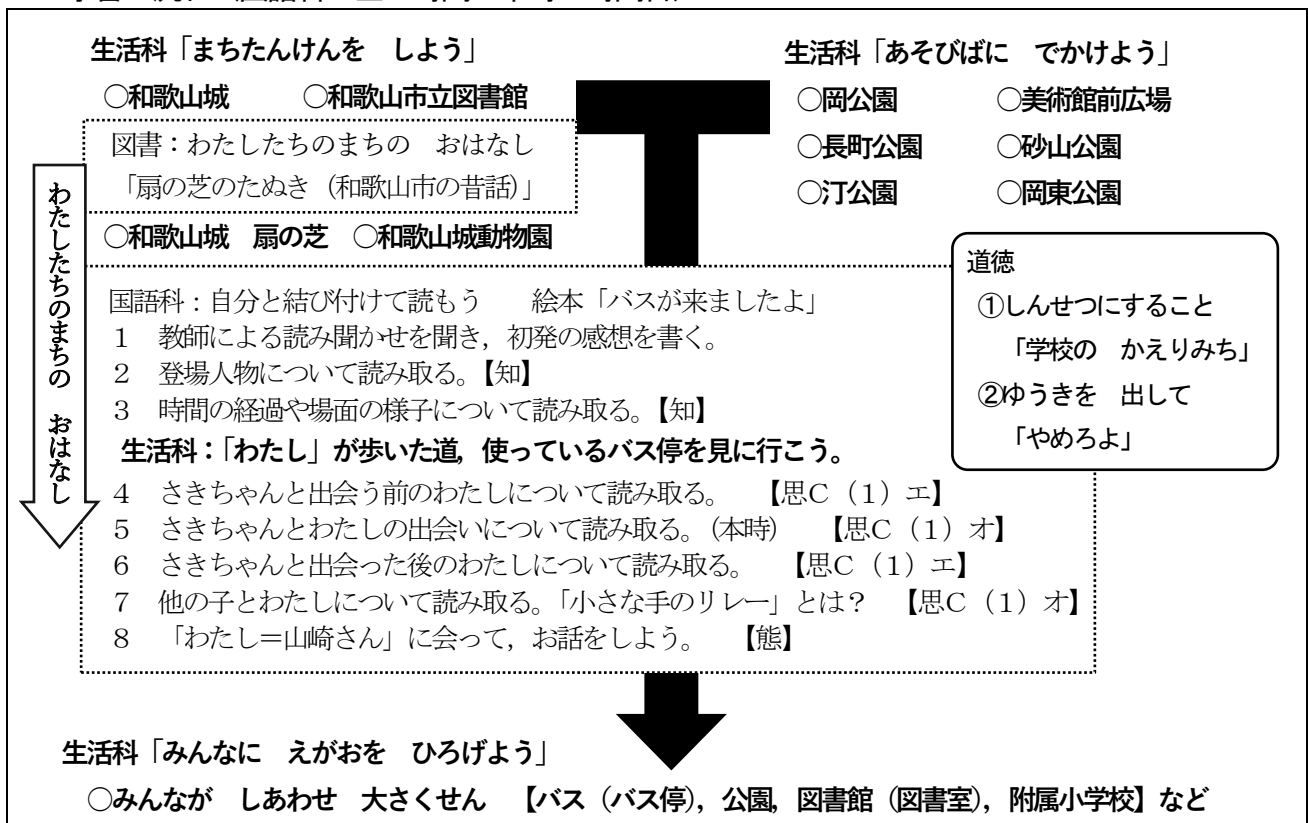 生活科「まちたんけんを　しよう」
○和歌山城　○和歌山市立図書館
図書：わたしたちのまちの　おはなし
「扇の芝のたぬき（和歌山市の昔話）」
○和歌山城　扇の芝　○和歌山城動物園
生活科「あそびばに　でかけよう」
○岡公園　○美術館前広場
○長町公園　○砂山公園
○汀公園　○岡東公園
わたしたちのまちの　おはなし
道徳
①しんせつにすること
「学校の　かえりみち」
②ゆうきを　出して
「やめろよ」
国語科：自分と結び付けて読もう　絵本「バスが来ましたよ」
１　教師による読み聞かせを聞き，初発の感想を書く。
２　登場人物について読み取る。【知】
３　時間の経過や場面の様子について読み取る。【知】
生活科：「わたし」が歩いた道，使っているバス停を見に行こう。
４　さきちゃんと出会う前のわたしについて読み取る。　【思Ｃ（１）エ】
５　さきちゃんとわたしの出会いについて読み取る。（本時）　【思Ｃ（１）オ】
６　さきちゃんと出会った後のわたしについて読み取る。　【思Ｃ（１）エ】
７　他の子とわたしについて読み取る。「小さな手のリレー」とは？　【思Ｃ（１）オ】
８　「わたし＝山崎さん」に会って，お話をしよう。　【態】
生活科「みんなに　えがおを　ひろげよう」
○みんなが　しあわせ　大さくせん　【バス（バス停），公園，図書館（図書室），附属小学校】など